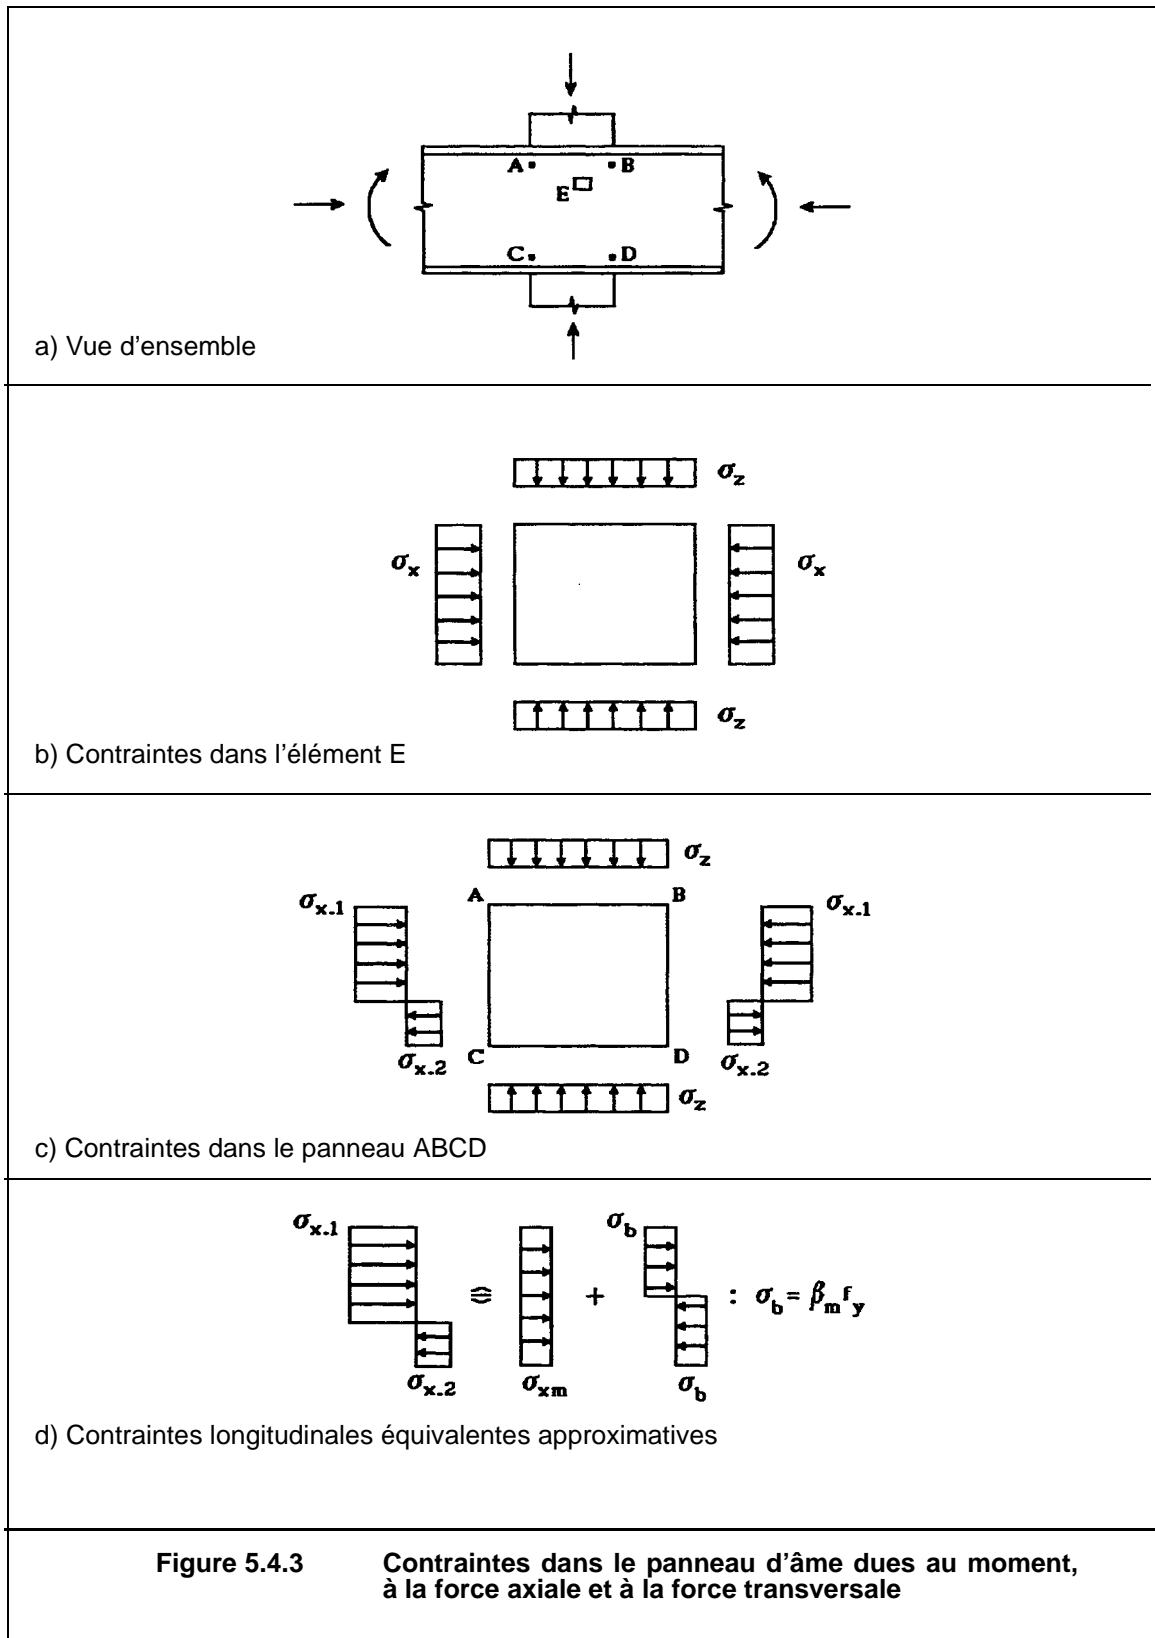 A B
E
C D
a) Vue d'ensemble
σz
σx σx
σz
b) Contraintes dans l'élément E
σz
σx.1 A B σx.1
σx.2 C D σx.2
σz
c) Contraintes dans le panneau ABCD
σx.1 ≅ + σb : σb = βm fy
σx.2 σxm σb
d) Contraintes longitudinales équivalentes approximatives
Figure 5.4.3 Contraintes dans le panneau d'âme dues au moment,
à la force axiale et à la force transversale